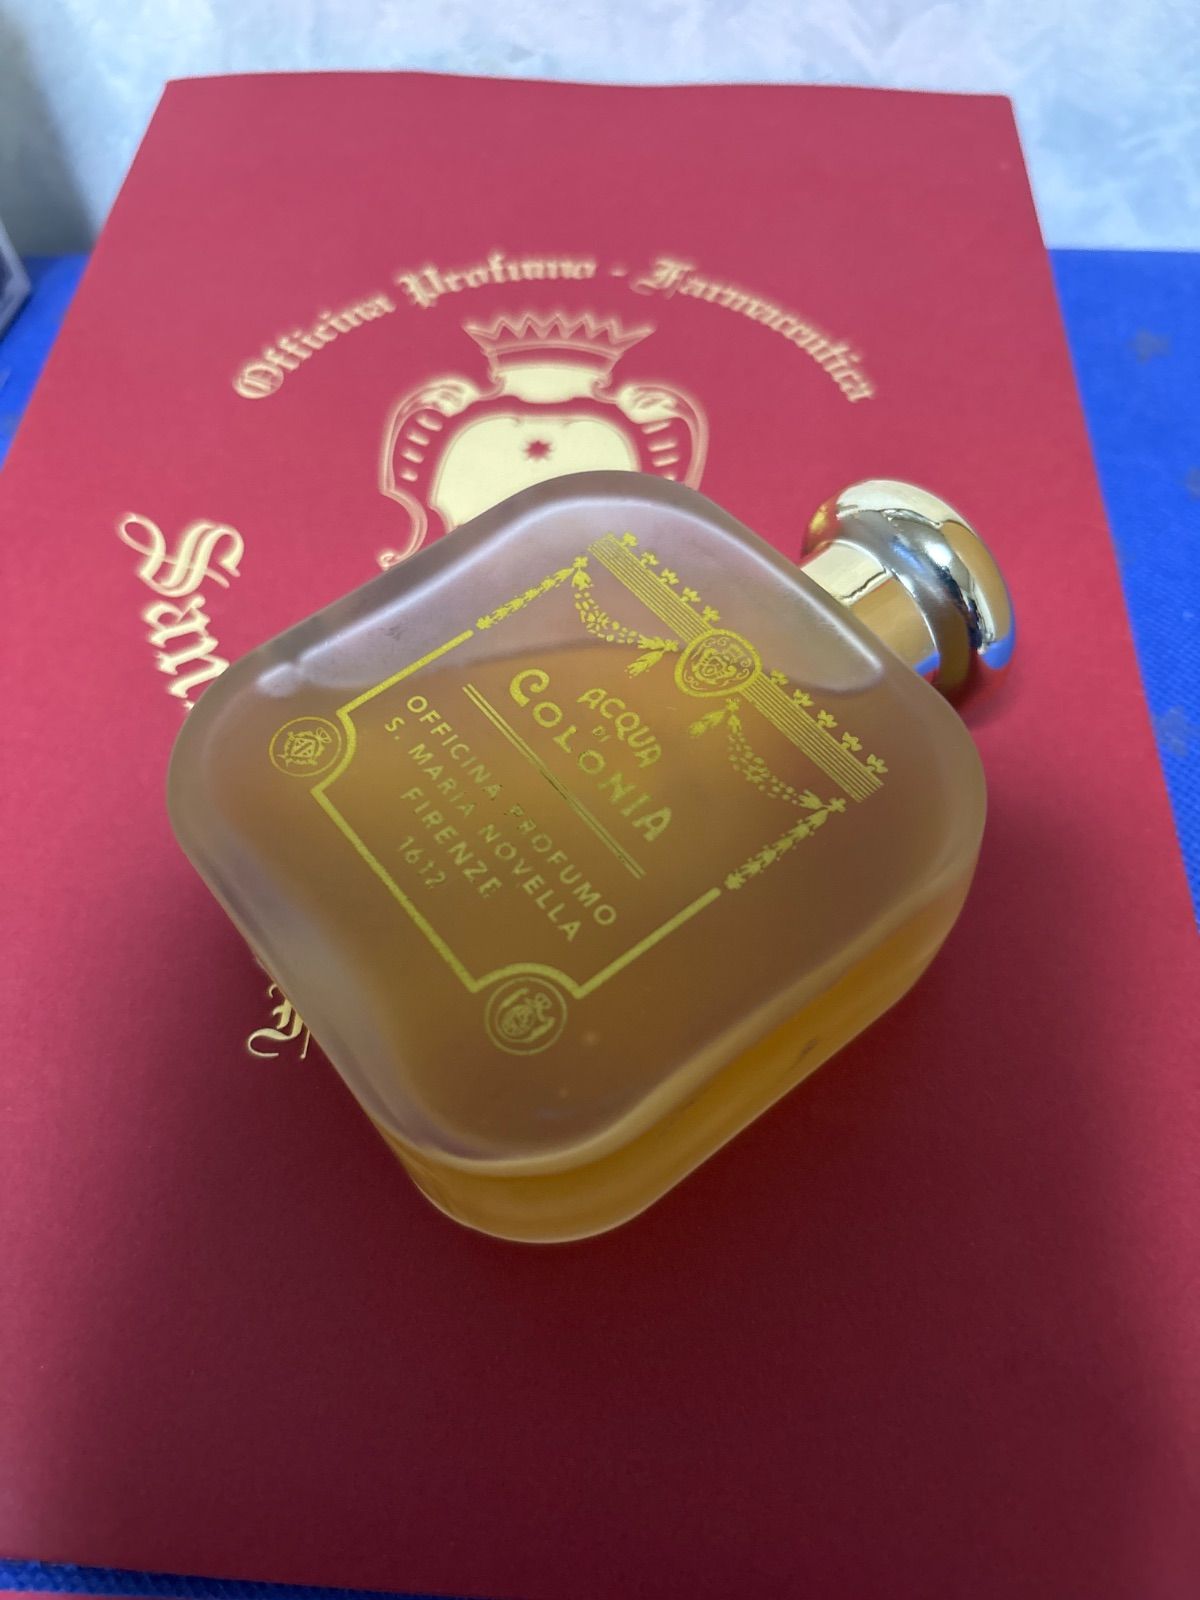 Officina Profumo - Farmaceutica
ACQUA
DI
COLONIA
OFFICINA PROFUMO
S. MARIA NOVELLA
FIRENZE
1612